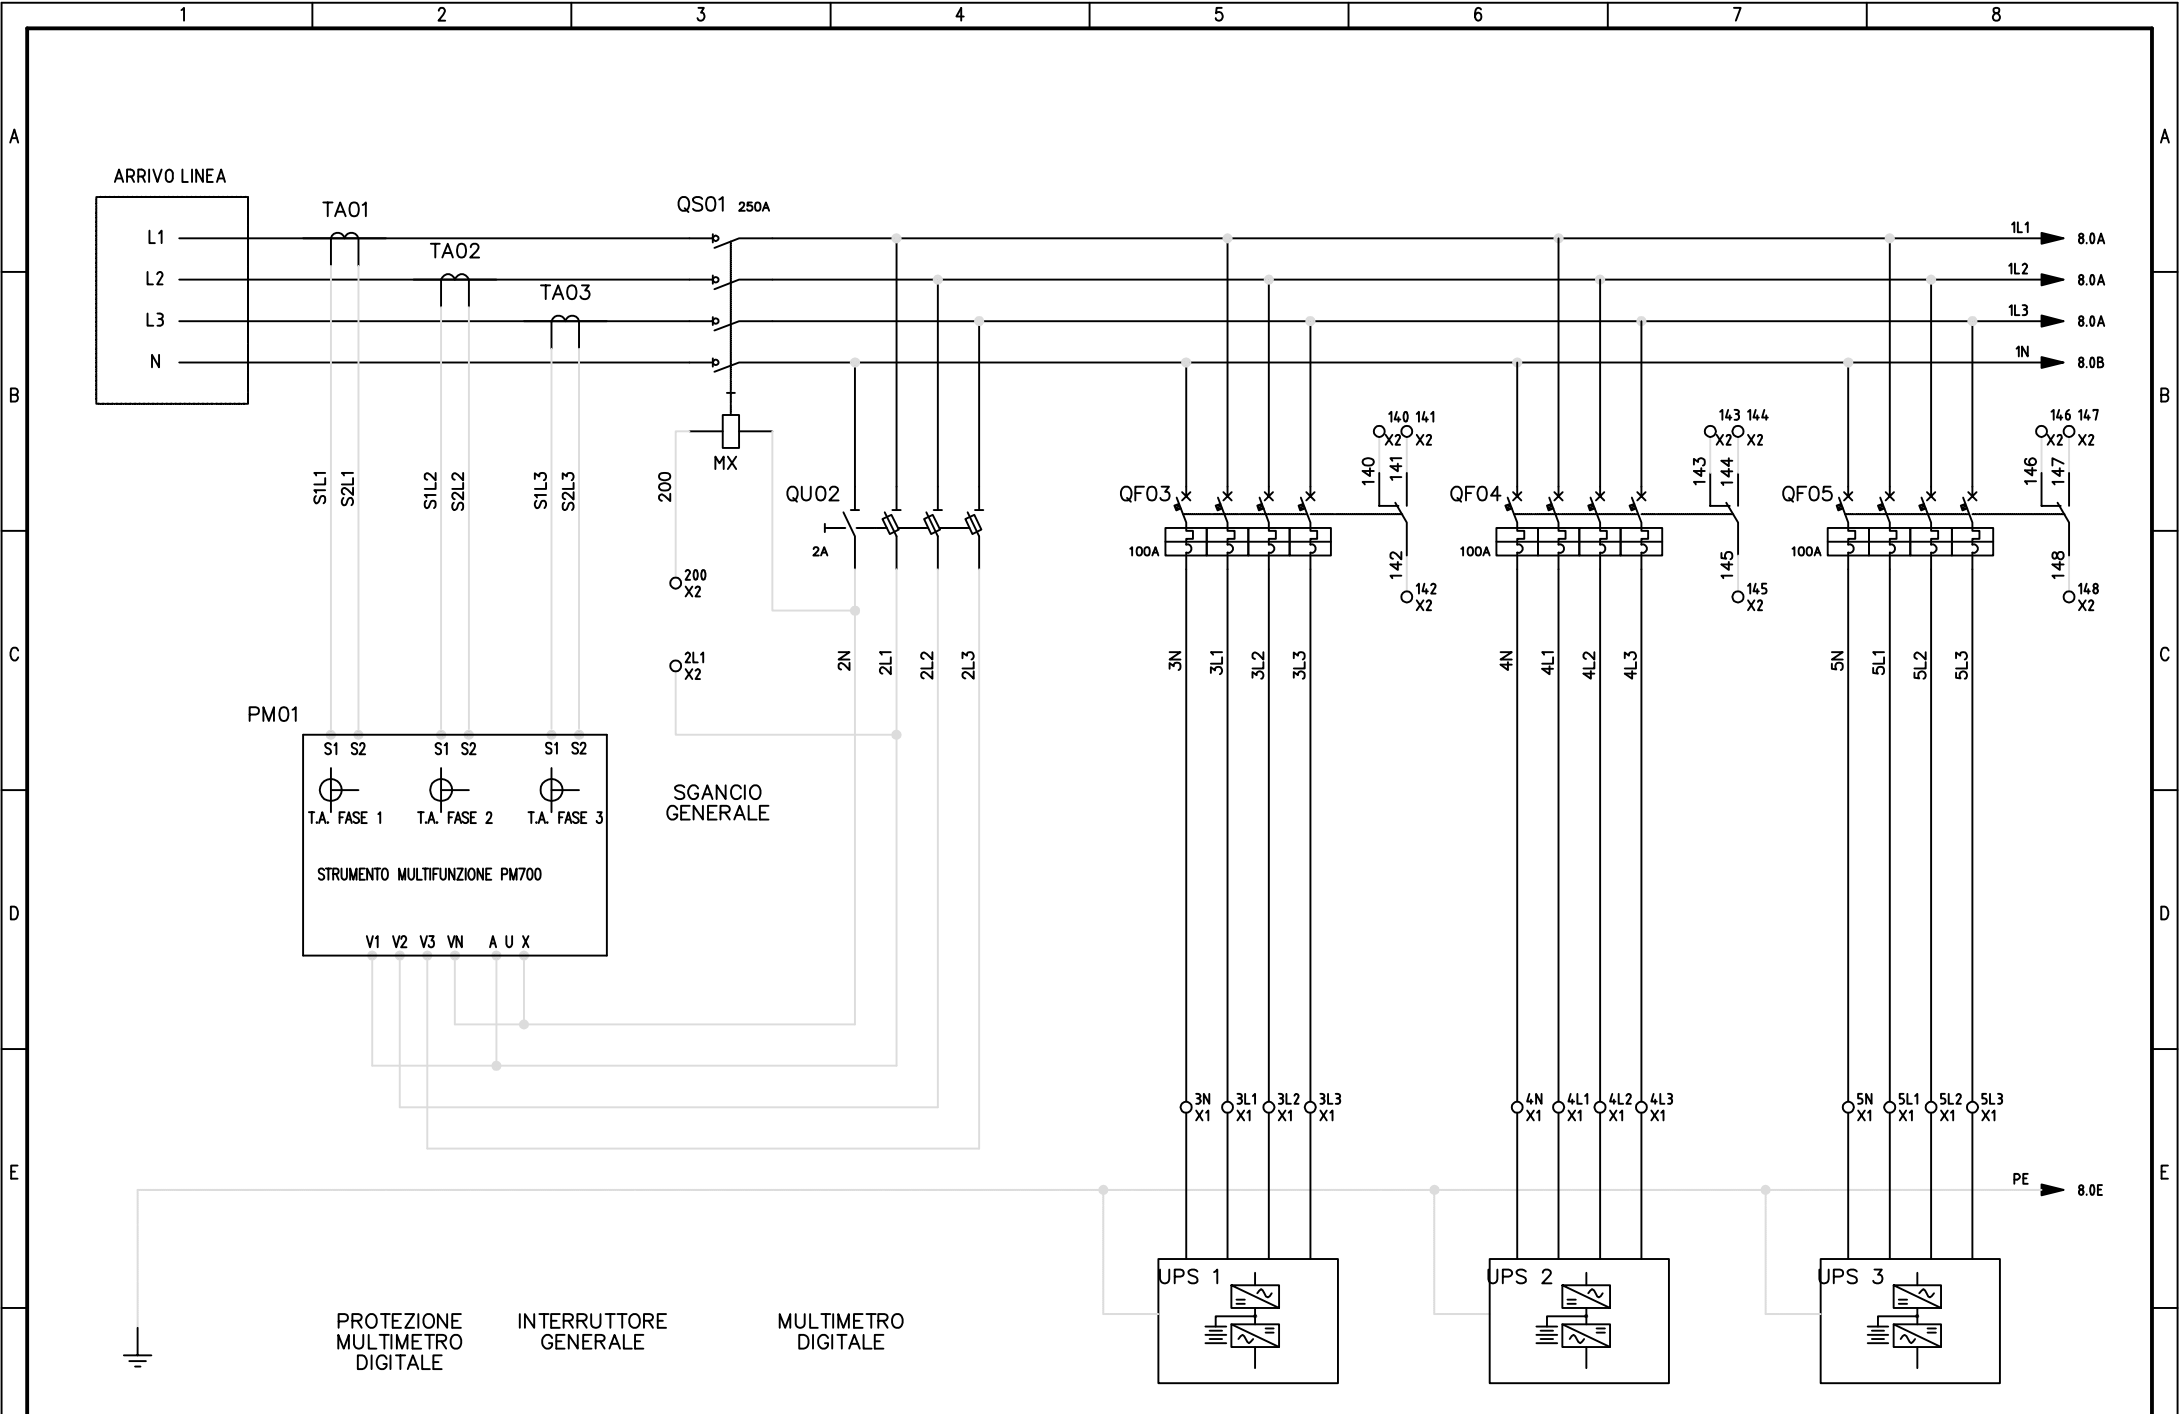 1 2 3 4 5 6 7 8
A A
ARRIVO LINEA
TA01
QS01 250A
L1
1L1 8.0A
TA02
L2
1L2 8.0A
TA03
L3
1L3 8.0A
N
1N 8.0B
B B
140 141
X2 X2
143 144
X2 X2
146 147
X2 X2
MX
S1L1
S2L1
S1L2
S2L2
S1L3
S2L3
200
140
141
143
144
146
147
QU02
QF03
QF04
QF05
2A
100A
100A
100A
142
145
148
200
X2
142
X2
145
X2
148
X2
C C
2L1
X2
2N
2L1
2L2
2L3
3N
3L1
3L2
3L3
4N
4L1
4L2
4L3
5N
5L1
5L2
5L3
PM01
S1 S2 S1 S2 S1 S2
T.A. FASE 1 T.A. FASE 2 T.A. FASE 3
SGANCIO
GENERALE
STRUMENTO MULTIFUNZIONE PM700
D D
V1 V2 V3 VN A U X
3N 3L1 3L2 3L3
X1 X1 X1 X1
4N 4L1 4L2 4L3
X1 X1 X1 X1
5N 5L1 5L2 5L3
X1 X1 X1 X1
E E
PE 8.0E
UPS 1
UPS 2
UPS 3
PROTEZIONE
MULTIMETRO
DIGITALE
INTERRUTTORE
GENERALE
MULTIMETRO
DIGITALE